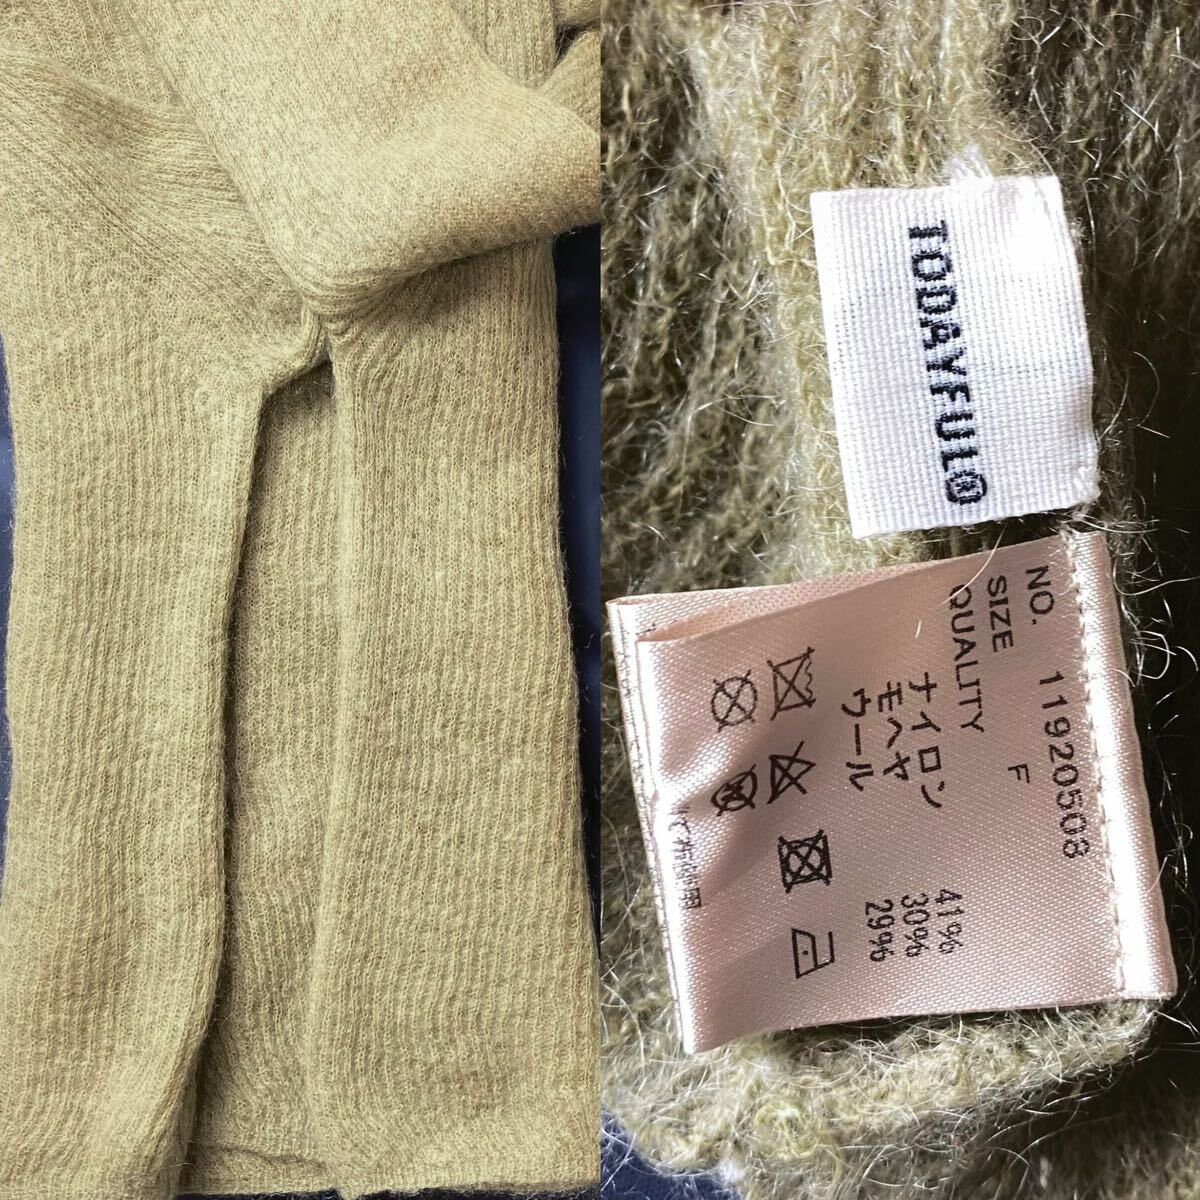 TODAYFUL®
NO. 11920508
SIZE F
QUALITY
ナイロン 41%
モヘヤ 30%
ウール 29%